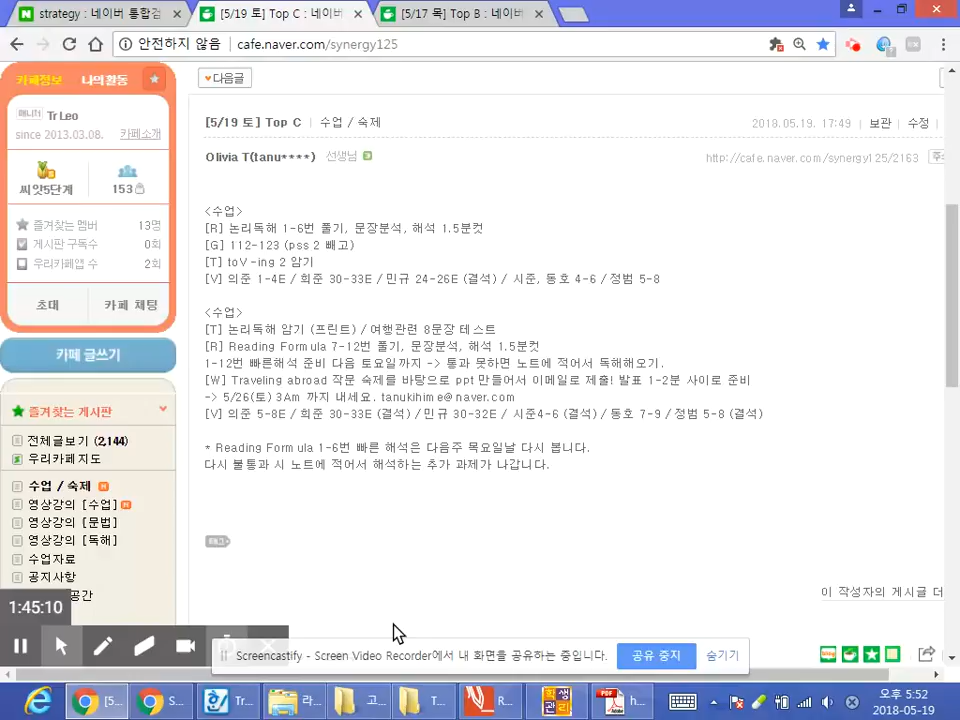 strategy : 네이버 통합검
[5/19 토] Top C : 네이버
[5/17 목] Top B : 네이버
안전하지 않음
cafe.naver.com/synergy125
카페정보
나의활동
다음글
매니저 Tr Leo
since 2013.03.08.
카페소개
씨앗5단계
153
즐겨찾는 멤버 13명
게시판 구독수 0회
우리카페앱 수 2회
초대
카페 채팅
카페 글쓰기
즐겨찾는 게시판
전체글보기 (2,144)
우리카페 지도
수업 / 숙제
영상강의 [수업]
영상강의 [문법]
영상강의 [독해]
수업자료
공지사항
공간
[5/19 토] Top C | 수업 / 숙제
2018.05.19. 17:49 | 보관 | 수정
Olivia T(tanu****) 선생님
http://cafe.naver.com/synergy125/2163
<수업>
[R] 논리독해 1-6번 풀기, 문장분석, 해석 1.5분컷
[G] 112-123 (pss 2 빼고)
[T] toV -ing 2 암기
[V] 의준 1-4E / 희준 30-33E / 민규 24-26E (결석) / 시준, 동호 4-6 / 정범 5-8
<수업>
[T] 논리독해 암기 (프린트) / 여행관련 8문장 테스트
[R] Reading Formula 7-12번 풀기, 문장분석, 해석 1.5분컷
1-12번 빠른해석 준비 다음 토요일까지 -> 통과 못하면 노트에 적어서 독해해오기.
[W] Traveling abroad 작문 숙제를 바탕으로 ppt 만들어서 이메일로 제출! 발표 1-2분 사이로 준비
-> 5/26(토) 3Am 까지 내세요. tanukihime@naver.com
[V] 의준 5-8E / 희준 30-33E (결석) / 민규 30-32E / 시준4-6 (결석) / 동호 7-9 / 정범 5-8 (결석)
* Reading Formula 1-6번 빠른 해석은 다음주 목요일날 다시 봅니다.
다시 불통과 시 노트에 적어서 해석하는 추가 과제가 나갑니다.
태그
이 작성자의 게시글 더
1:45:10
Screencastify - Screen Video Recorder에서 내 화면을 공유하는 중입니다.
공유 중지
숨기기
[5...
S...
Tr...
라...
고...
T...
R...
학생관리
h...
오후 5:52
2018-05-19